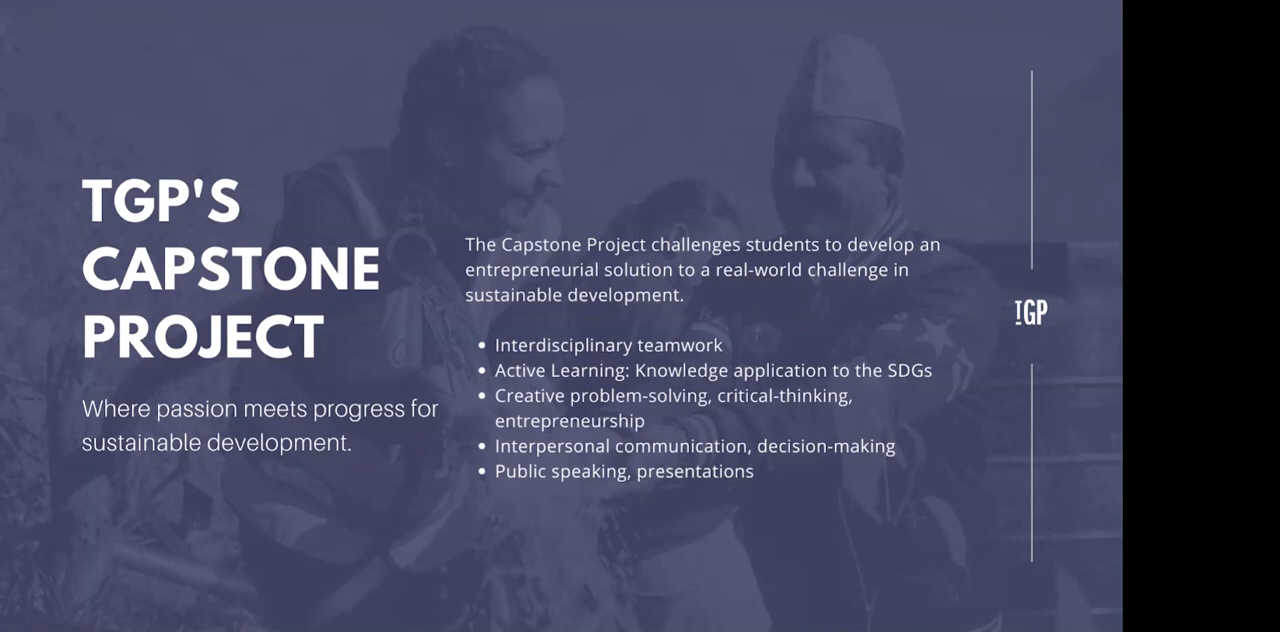 TGP'S
CAPSTONE
PROJECT
Where passion meets progress for
sustainable development.
The Capstone Project challenges students to develop an
entrepreneurial solution to a real-world challenge in
sustainable development.
• Interdisciplinary teamwork
• Active Learning: Knowledge application to the SDGs
• Creative problem-solving, critical-thinking,
entrepreneurship
• Interpersonal communication, decision-making
• Public speaking, presentations
TGP